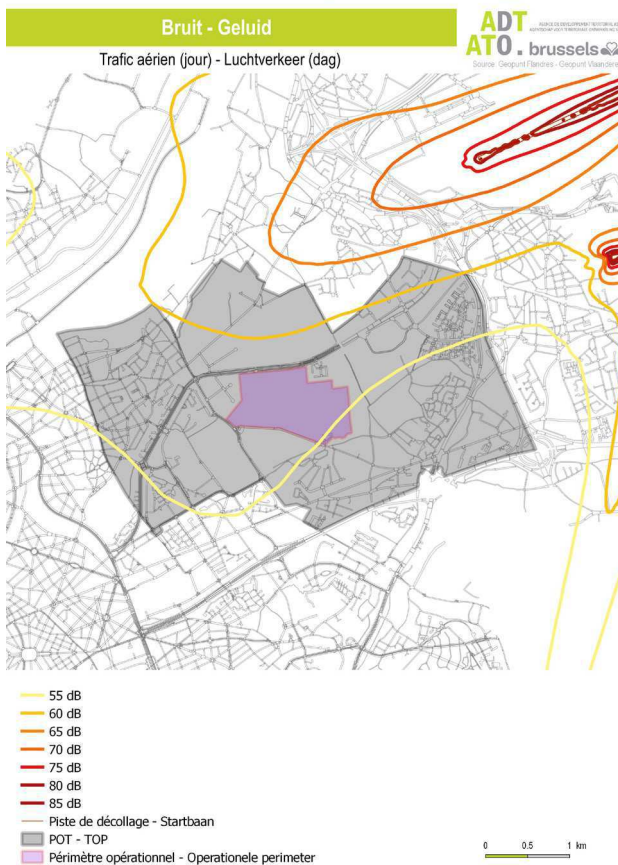 Bruit - Geluid
Trafic aérien (jour) - Luchtverkeer (dag)
ADT
ATO. brussels
Source: Geopunt Flandres - Geopunt Vlaanderen
55 dB
60 dB
65 dB
70 dB
75 dB
80 dB
85 dB
Piste de décollage - Startbaan
POT - TOP
Périmètre opérationnel - Operationele perimeter
0 0.5 1 km